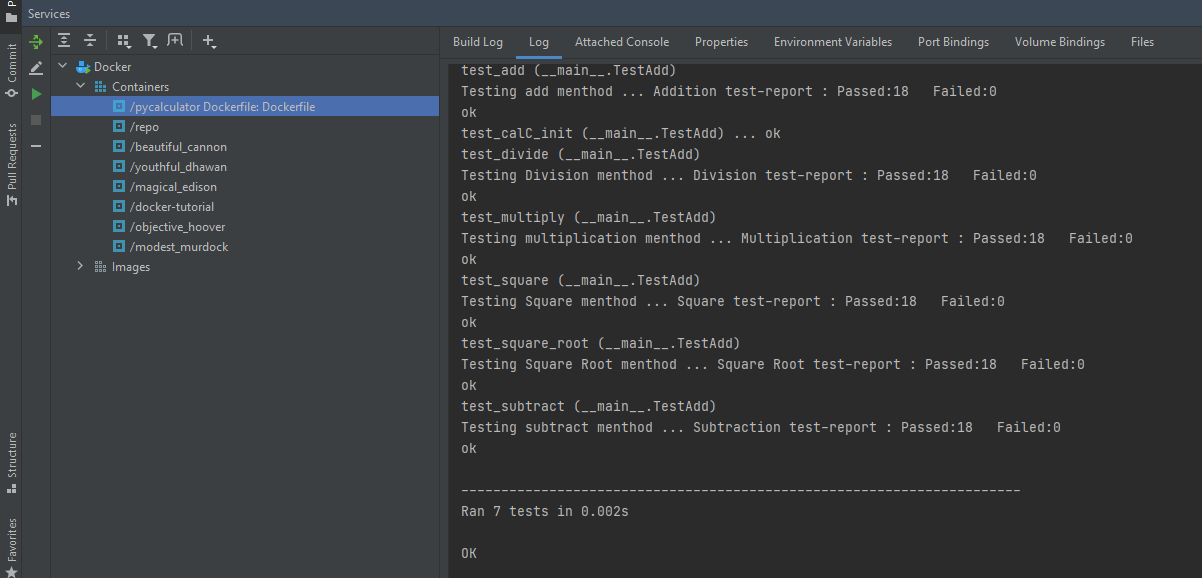 Services
P
Commit
Pull Requests
Structure
Favorites
Docker
Containers
/pycalculator Dockerfile: Dockerfile
/repo
/beautiful_cannon
/youthful_dhawan
/magical_edison
/docker-tutorial
/objective_hoover
/modest_murdock
Images
Build Log Log Attached Console Properties Environment Variables Port Bindings Volume Bindings Files
test_add (__main__.TestAdd)
Testing add menthod ... Addition test-report : Passed:18   Failed:0
ok
test_calC_init (__main__.TestAdd) ... ok
test_divide (__main__.TestAdd)
Testing Division menthod ... Division test-report : Passed:18   Failed:0
ok
test_multiply (__main__.TestAdd)
Testing multiplication menthod ... Multiplication test-report : Passed:18   Failed:0
ok
test_square (__main__.TestAdd)
Testing Square menthod ... Square test-report : Passed:18   Failed:0
ok
test_square_root (__main__.TestAdd)
Testing Square Root menthod ... Square Root test-report : Passed:18   Failed:0
ok
test_subtract (__main__.TestAdd)
Testing subtract menthod ... Subtraction test-report : Passed:18   Failed:0
ok
----------------------------------------------------------------------
Ran 7 tests in 0.002s
OK